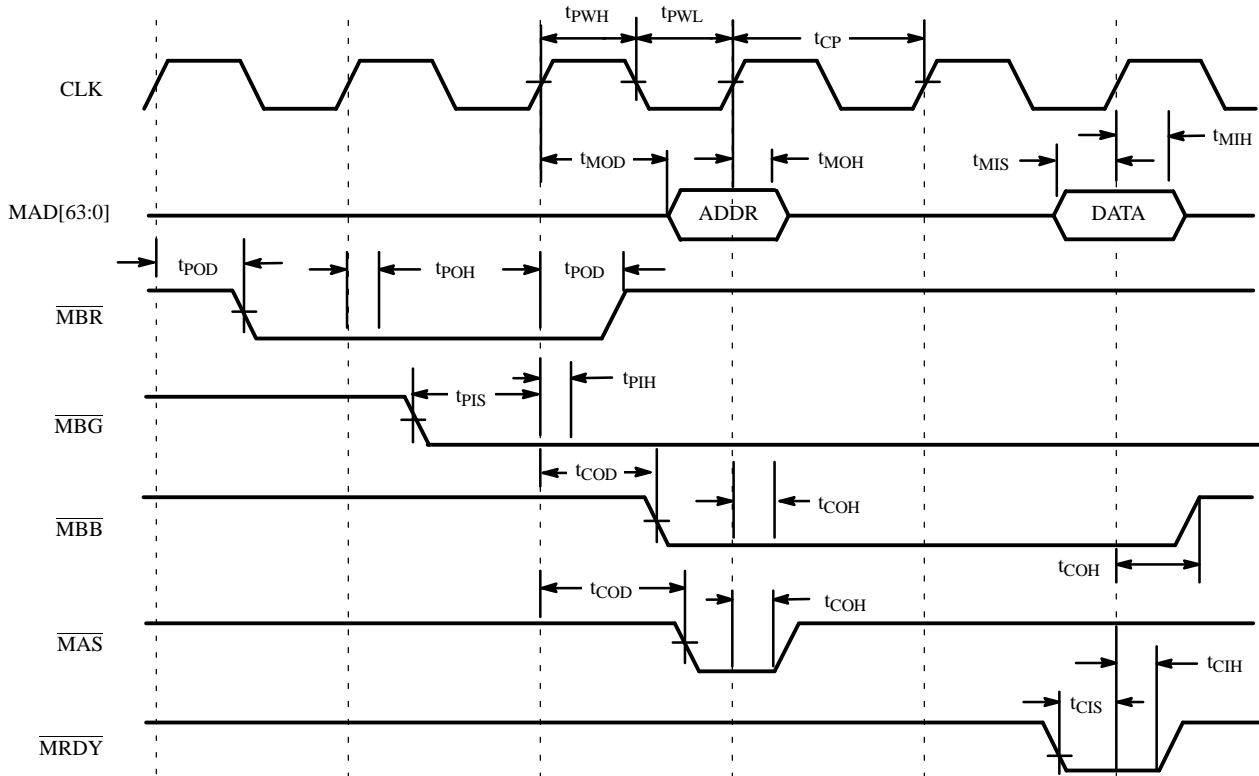 tPWH tPWL
tCP
CLK
tMOD tMOH tMIS tMIH
MAD[63:0] ADDR DATA
tPOD tPOH tPOD
MBR
tPIS tPIH
MBG
tCOD tCOH
MBB
tCOH
tCOD tCOH
MAS
tCIH
tCIS
MRDY